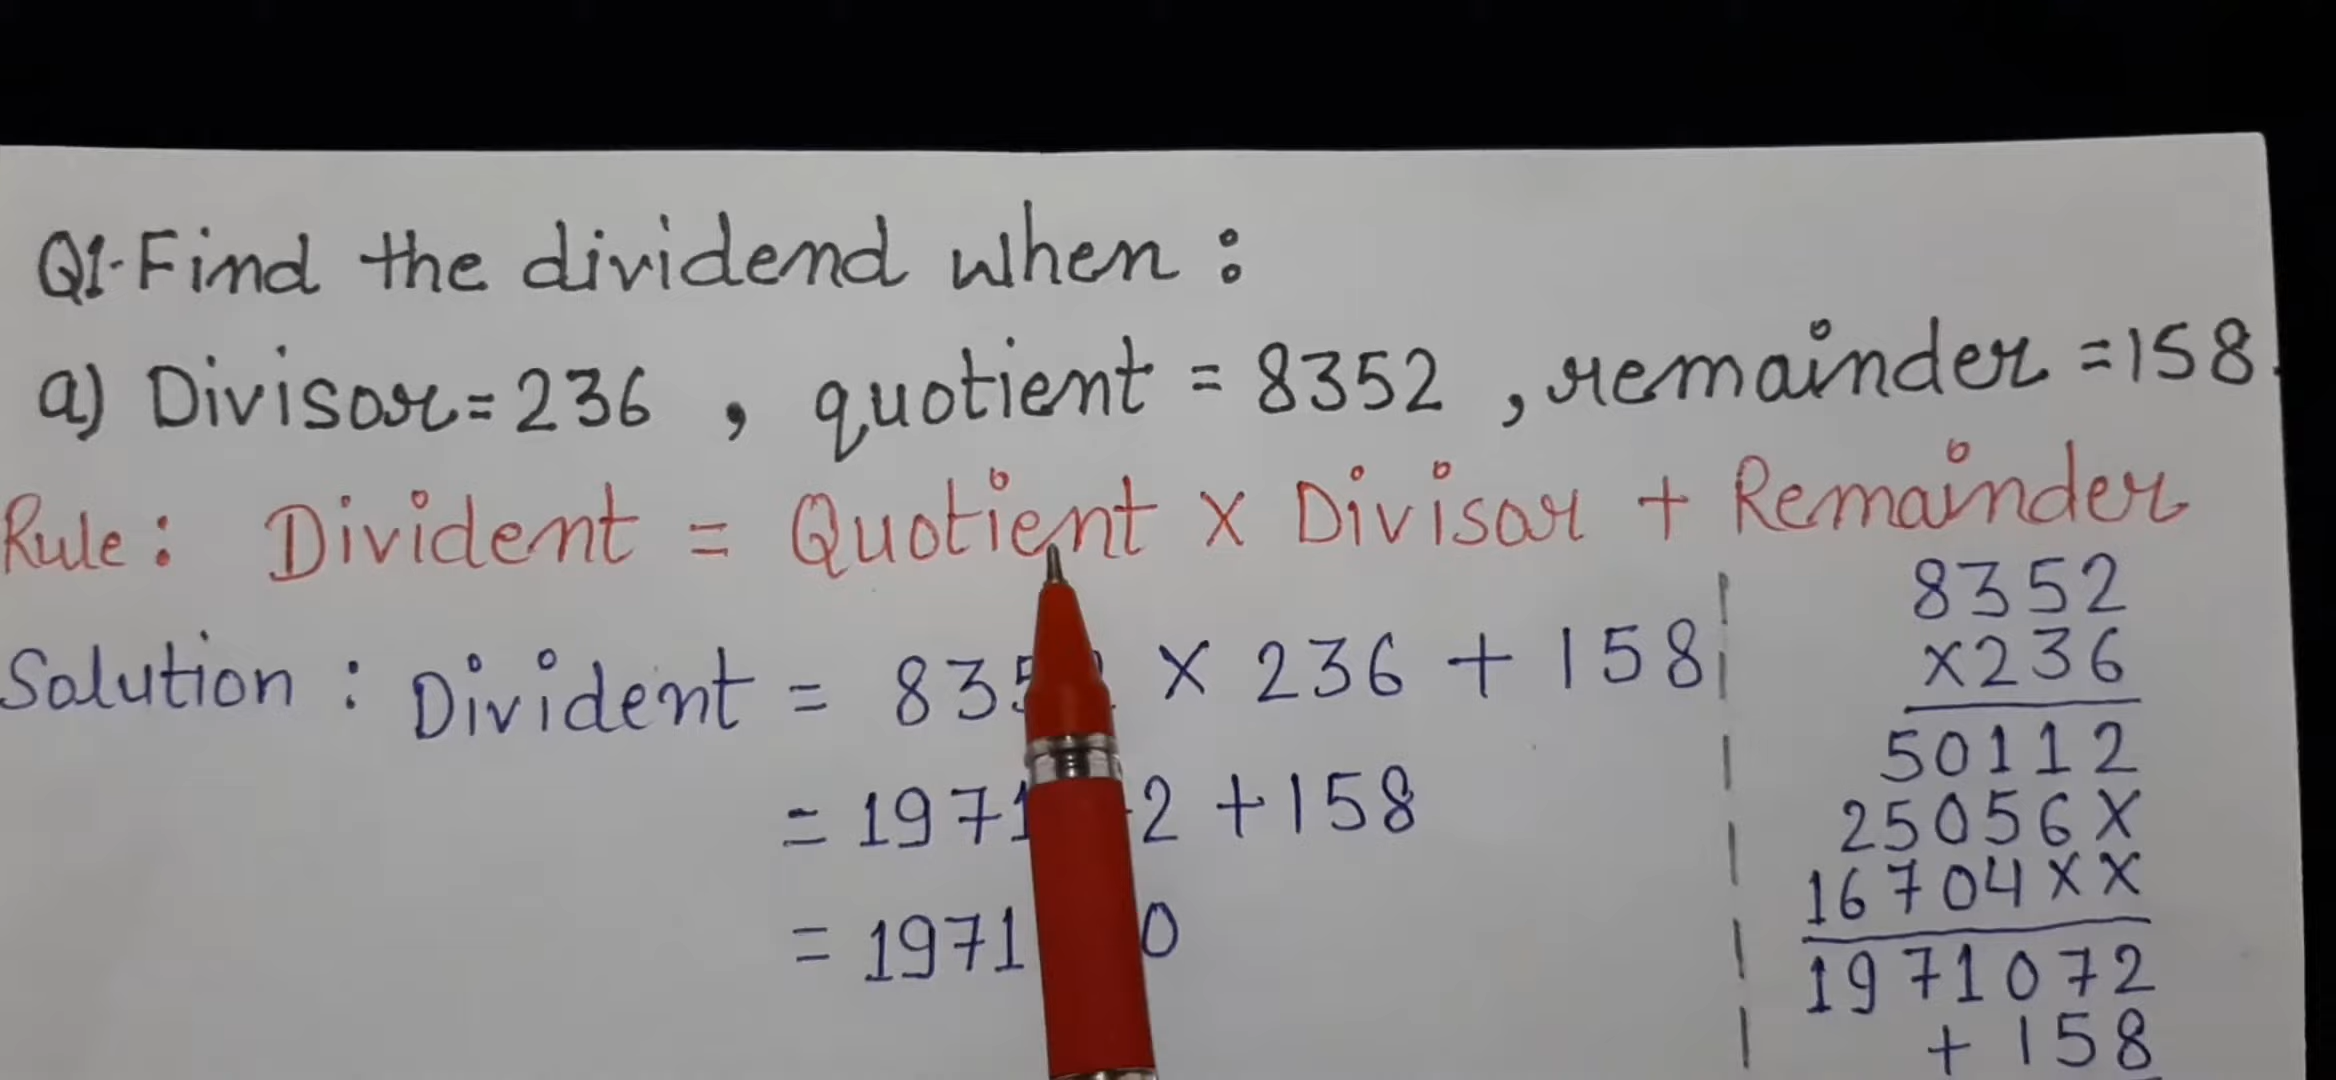 Q1. Find the dividend when :
a) Divisor = 236 , quotient = 8352 , remainder = 158.
Rule : Divident = Quotient X Divisor + Remainder
Solution : Divident = 835 X 236 + 158
= 1971 2 + 158
= 1971 0
8352
X236
50112
25056X
16704XX
1971072
+ 158